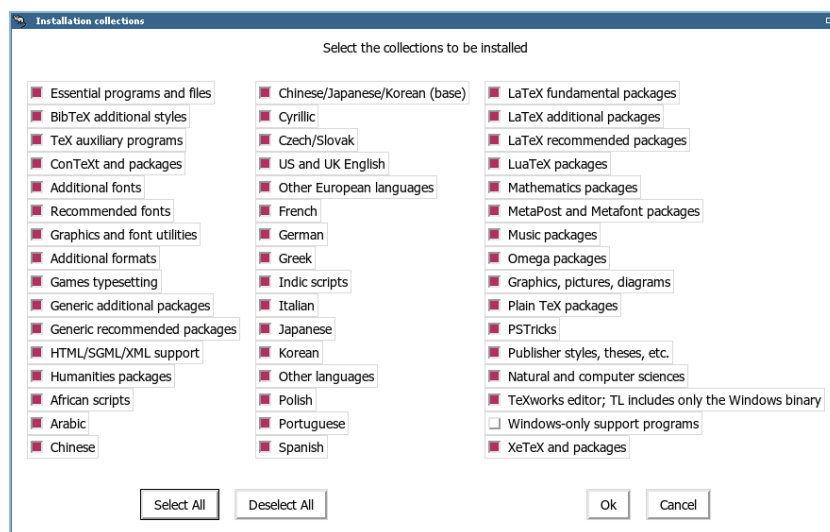 Installation collections
Select the collections to be installed
Essential programs and files
BibTeX additional styles
TeX auxiliary programs
ConTeXt and packages
Additional fonts
Recommended fonts
Graphics and font utilities
Additional formats
Games typesetting
Generic additional packages
Generic recommended packages
HTML/SGML/XML support
Humanities packages
African scripts
Arabic
Chinese
Chinese/Japanese/Korean (base)
Cyrillic
Czech/Slovak
US and UK English
Other European languages
French
German
Greek
Indic scripts
Italian
Japanese
Korean
Other languages
Polish
Portuguese
Spanish
LaTeX fundamental packages
LaTeX additional packages
LaTeX recommended packages
LuaTeX packages
Mathematics packages
MetaPost and Metafont packages
Music packages
Omega packages
Graphics, pictures, diagrams
Plain TeX packages
PSTricks
Publisher styles, theses, etc.
Natural and computer sciences
TeXworks editor; TL includes only the Windows binary
Windows-only support programs
XeTeX and packages
Select All
Deselect All
Ok
Cancel